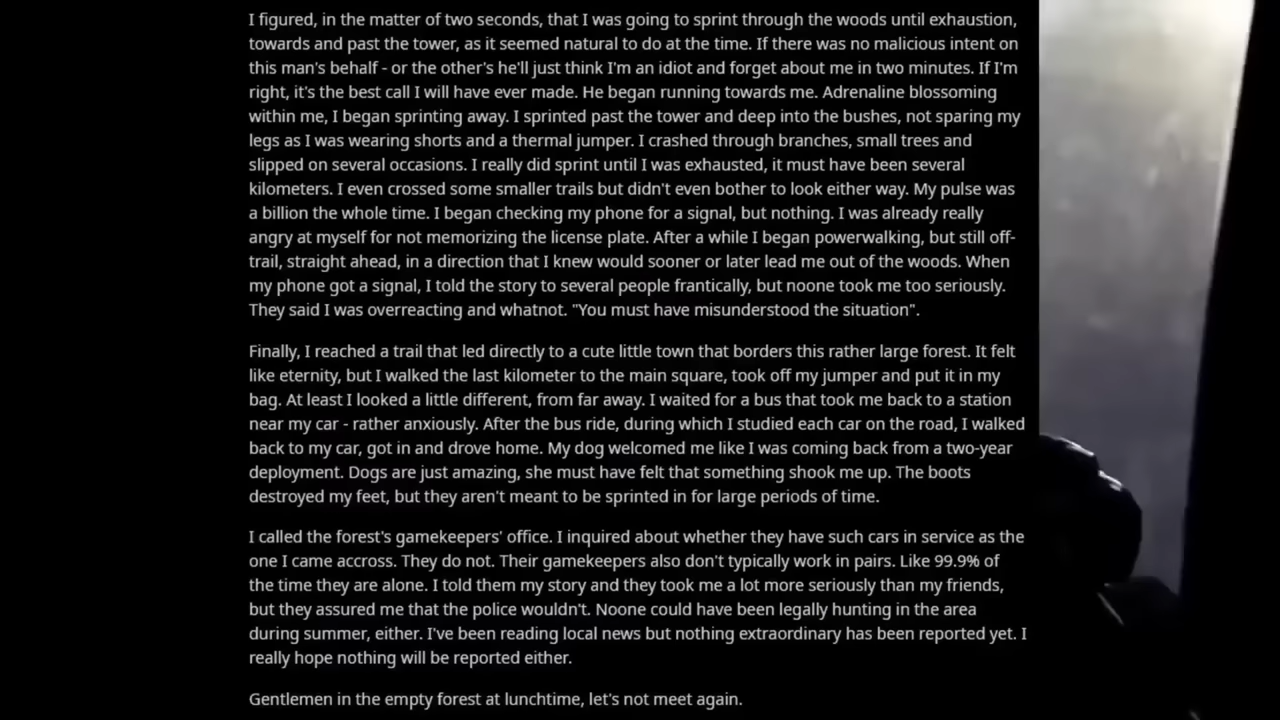 I figured, in the matter of two seconds, that I was going to sprint through the woods until exhaustion,
towards and past the tower, as it seemed natural to do at the time. If there was no malicious intent on
this man's behalf - or the other's he'll just think I'm an idiot and forget about me in two minutes. If I'm
right, it's the best call I will have ever made. He began running towards me. Adrenaline blossoming
within me, I began sprinting away. I sprinted past the tower and deep into the bushes, not sparing my
legs as I was wearing shorts and a thermal jumper. I crashed through branches, small trees and
slipped on several occasions. I really did sprint until I was exhausted, it must have been several
kilometers. I even crossed some smaller trails but didn't even bother to look either way. My pulse was
a billion the whole time. I began checking my phone for a signal, but nothing. I was already really
angry at myself for not memorizing the license plate. After a while I began powerwalking, but still off-
trail, straight ahead, in a direction that I knew would sooner or later lead me out of the woods. When
my phone got a signal, I told the story to several people frantically, but noone took me too seriously.
They said I was overreacting and whatnot. "You must have misunderstood the situation".
Finally, I reached a trail that led directly to a cute little town that borders this rather large forest. It felt
like eternity, but I walked the last kilometer to the main square, took off my jumper and put it in my
bag. At least I looked a little different, from far away. I waited for a bus that took me back to a station
near my car - rather anxiously. After the bus ride, during which I studied each car on the road, I walked
back to my car, got in and drove home. My dog welcomed me like I was coming back from a two-year
deployment. Dogs are just amazing, she must have felt that something shook me up. The boots
destroyed my feet, but they aren't meant to be sprinted in for large periods of time.
I called the forest's gamekeepers' office. I inquired about whether they have such cars in service as the
one I came accross. They do not. Their gamekeepers also don't typically work in pairs. Like 99.9% of
the time they are alone. I told them my story and they took me a lot more seriously than my friends,
but they assured me that the police wouldn't. Noone could have been legally hunting in the area
during summer, either. I've been reading local news but nothing extraordinary has been reported yet. I
really hope nothing will be reported either.
Gentlemen in the empty forest at lunchtime, let's not meet again.